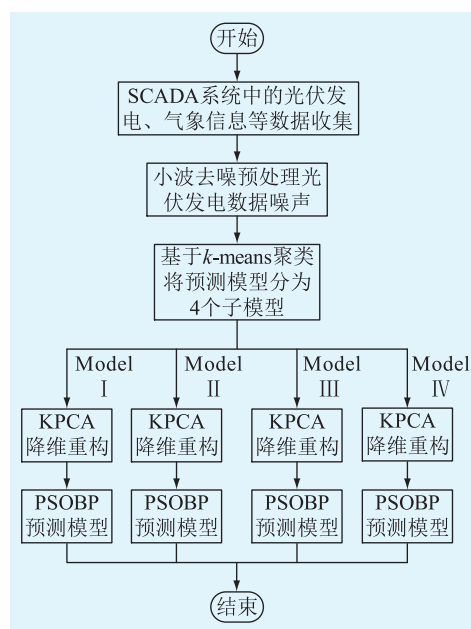 开始
SCADA系统中的光伏发
电、气象信息等数据收集
小波去噪预处理光
伏发电数据噪声
基于k-means聚类
将预测模型分为
4个子模型
Model
I
Model
II
Model
III
Model
IV
KPCA
降维重构
KPCA
降维重构
KPCA
降维重构
KPCA
降维重构
PSOBP
预测模型
PSOBP
预测模型
PSOBP
预测模型
PSOBP
预测模型
结束